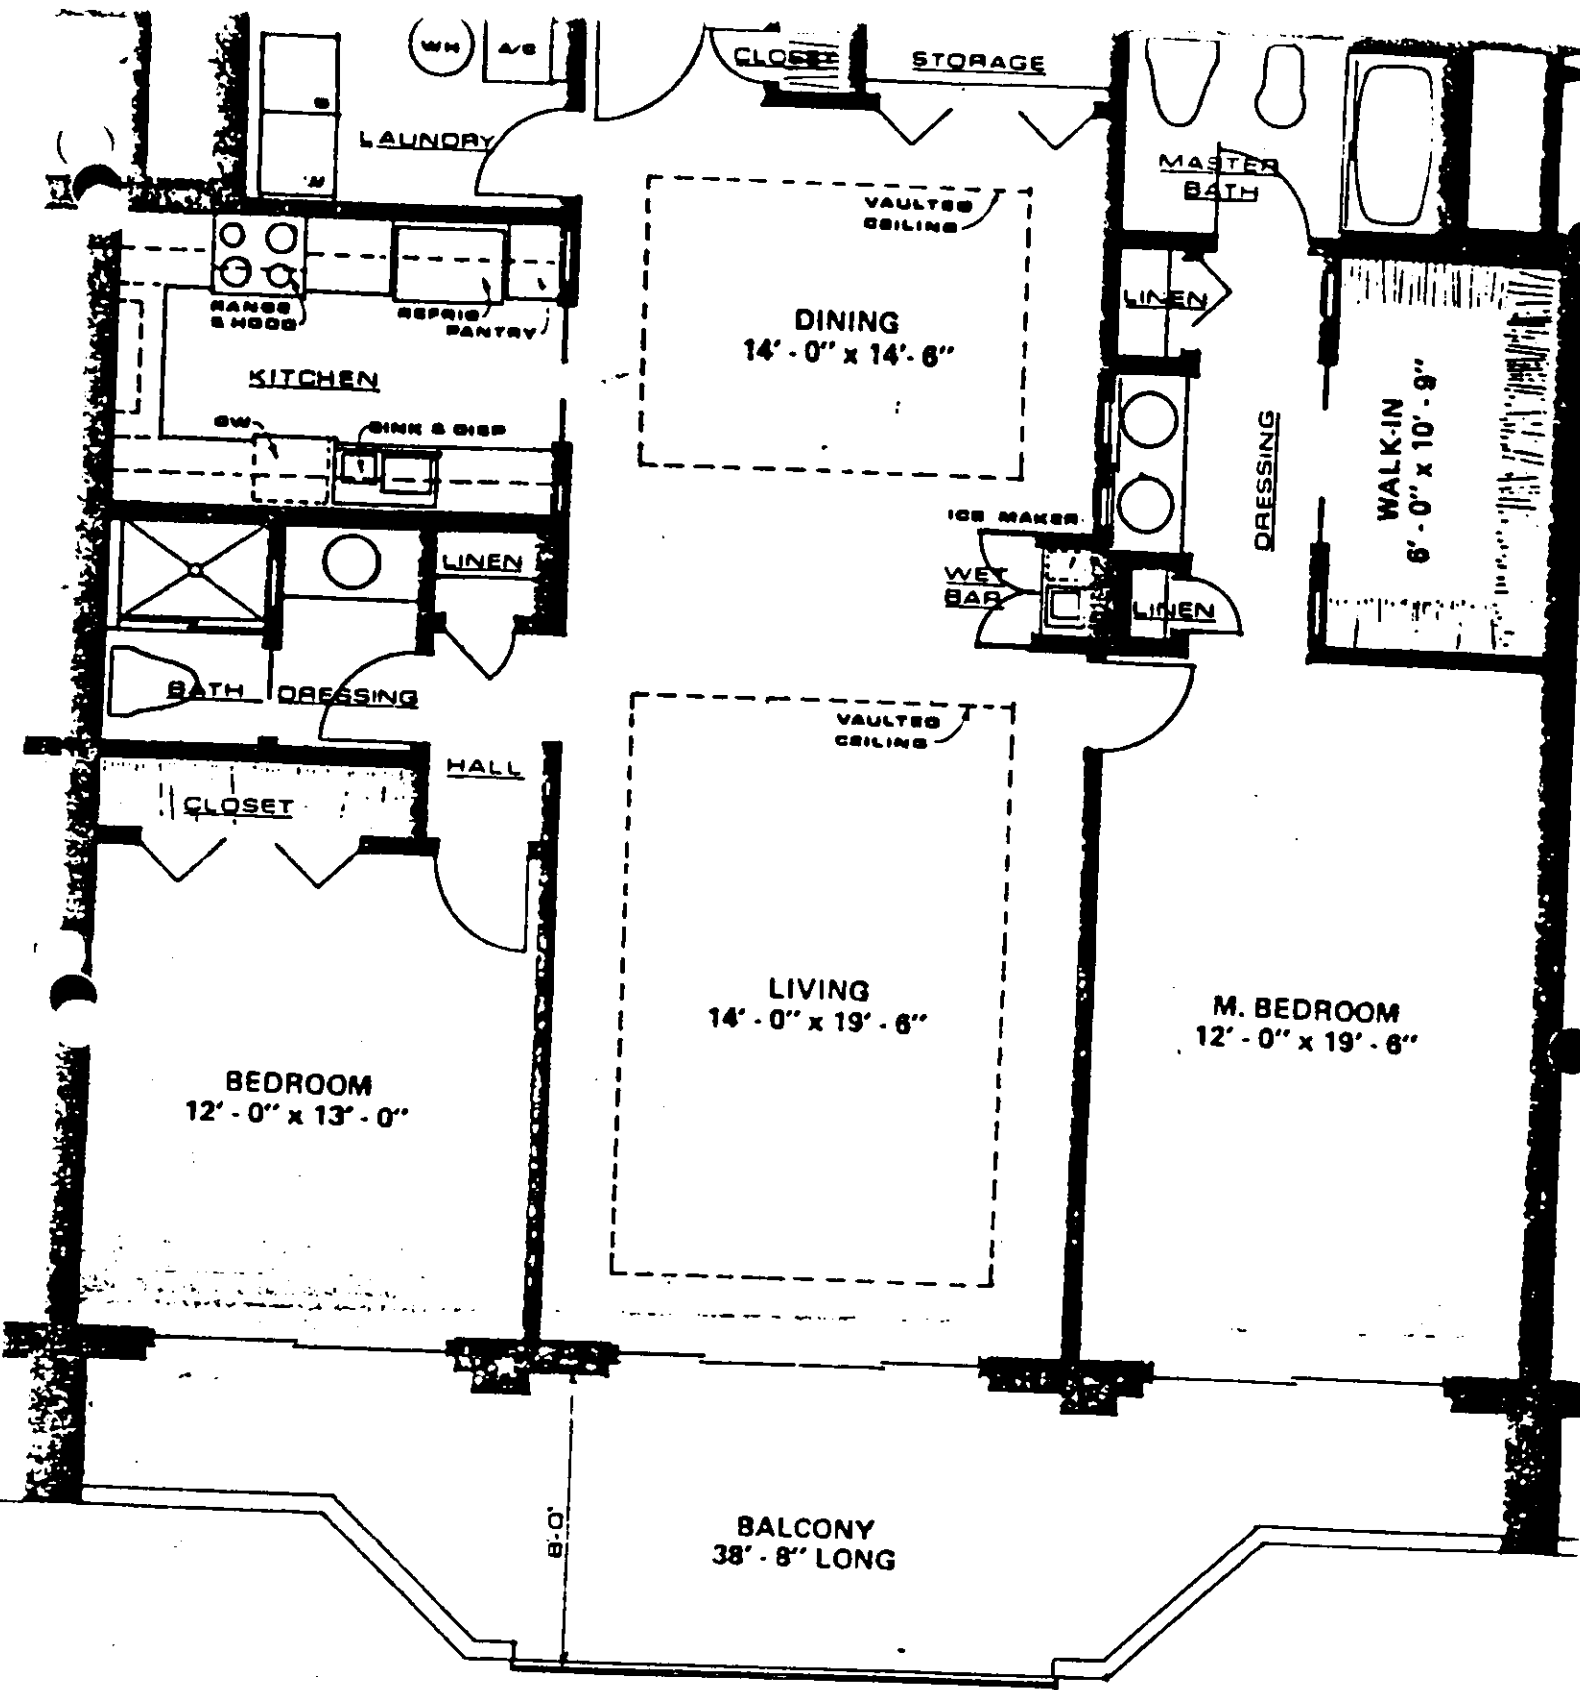 WH
A/C
CLOSET
STORAGE
LAUNDRY
D
W
MASTER
BATH
VAULTED
CEILING
RANGE
& HOOD
REFRIG
PANTRY
LINEN
DINING
14' - 0" x 14' - 6"
KITCHEN
DW
SINK & DISP
WALK-IN
6' - 0" x 10' - 9"
DRESSING
ICE MAKER
WET
BAR
LINEN
LINEN
BATH
DRESSING
VAULTED
CEILING
HALL
CLOSET
LIVING
14' - 0" x 19' - 6"
M. BEDROOM
12' - 0" x 19' - 6"
BEDROOM
12' - 0" x 13' - 0"
8'-0"
BALCONY
38' - 8" LONG